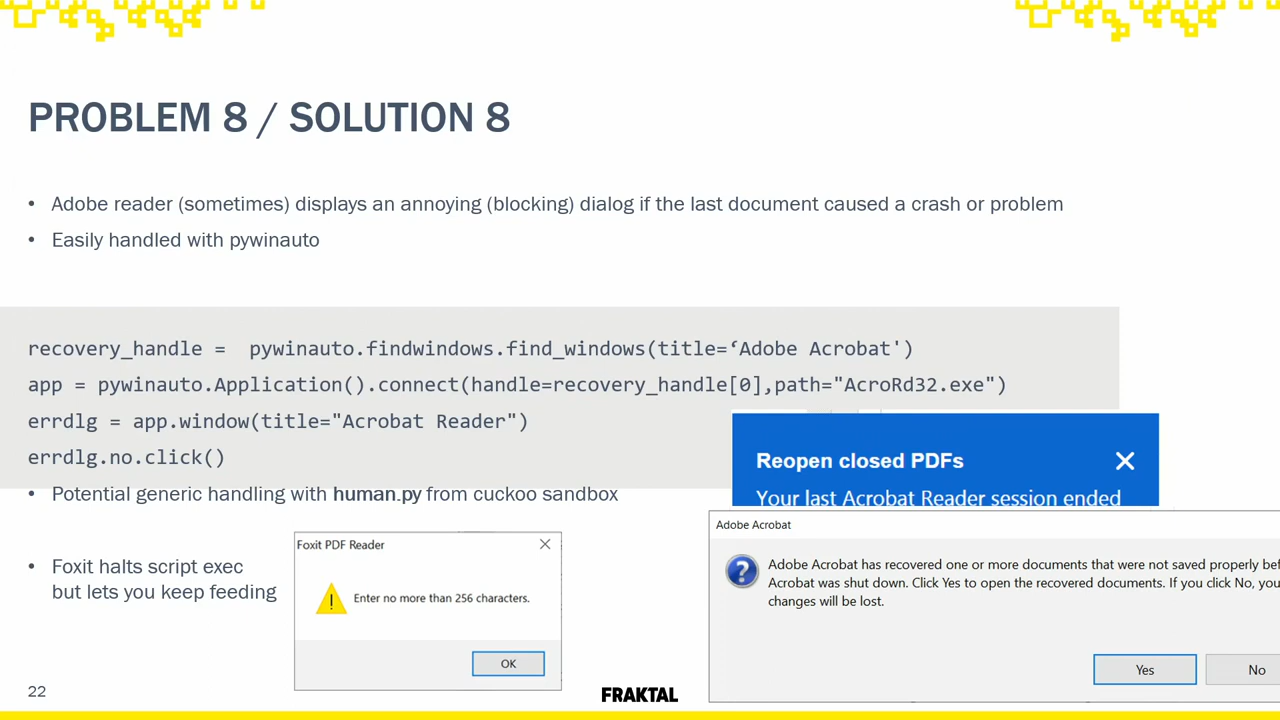 PROBLEM 8 / SOLUTION 8
• Adobe reader (sometimes) displays an annoying (blocking) dialog if the last document caused a crash or problem
• Easily handled with pywinauto
recovery_handle =  pywinauto.findwindows.find_windows(title=‘Adobe Acrobat')
app = pywinauto.Application().connect(handle=recovery_handle[0],path="AcroRd32.exe")
errdlg = app.window(title="Acrobat Reader")
errdlg.no.click()
Reopen closed PDFs
Your last Acrobat Reader session ended
• Potential generic handling with human.py from cuckoo sandbox
• Foxit halts script exec
but lets you keep feeding
Foxit PDF Reader
Enter no more than 256 characters.
OK
Adobe Acrobat
Adobe Acrobat has recovered one or more documents that were not saved properly bef
Acrobat was shut down. Click Yes to open the recovered documents. If you click No, you
changes will be lost.
Yes
No
22
FRAKTAL